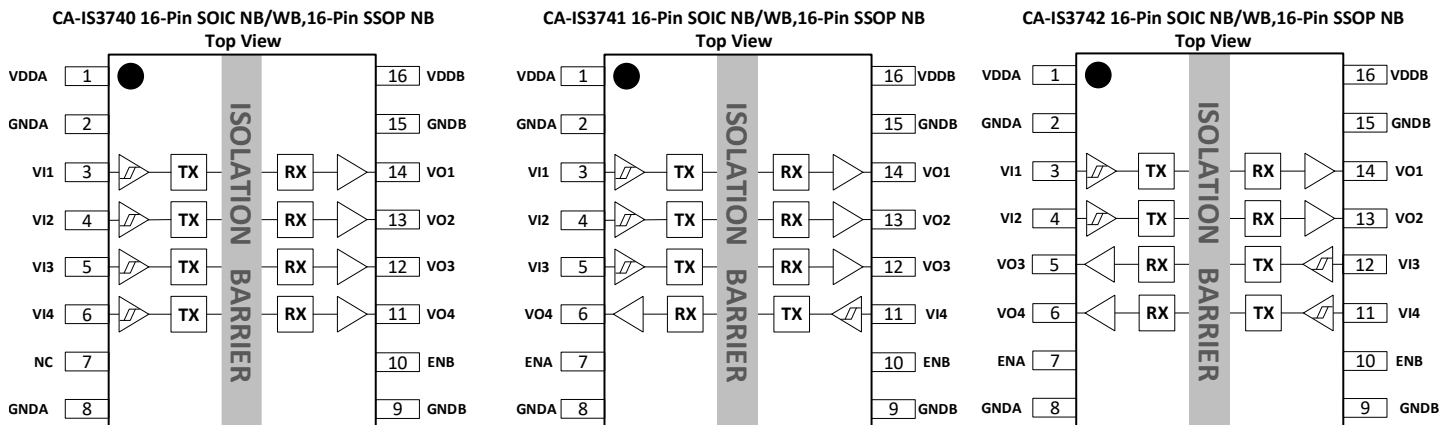 CA-IS3740 16-Pin SOIC NB/WB,16-Pin SSOP NB
Top View
VDDA 1 16 VDDB
GNDA 2 15 GNDB
VI1 3 TX RX 14 VO1
VI2 4 TX RX 13 VO2
VI3 5 TX RX 12 VO3
VI4 6 TX RX 11 VO4
NC 7 10 ENB
GNDA 8 9 GNDB
ISOLATION BARRIER
CA-IS3741 16-Pin SOIC NB/WB,16-Pin SSOP NB
Top View
VDDA 1 16 VDDB
GNDA 2 15 GNDB
VI1 3 TX RX 14 VO1
VI2 4 TX RX 13 VO2
VI3 5 TX RX 12 VO3
VO4 6 RX TX 11 VI4
ENA 7 10 ENB
GNDA 8 9 GNDB
ISOLATION BARRIER
CA-IS3742 16-Pin SOIC NB/WB,16-Pin SSOP NB
Top View
VDDA 1 16 VDDB
GNDA 2 15 GNDB
VI1 3 TX RX 14 VO1
VI2 4 TX RX 13 VO2
VO3 5 RX TX 12 VI3
VO4 6 RX TX 11 VI4
ENA 7 10 ENB
GNDA 8 9 GNDB
ISOLATION BARRIER